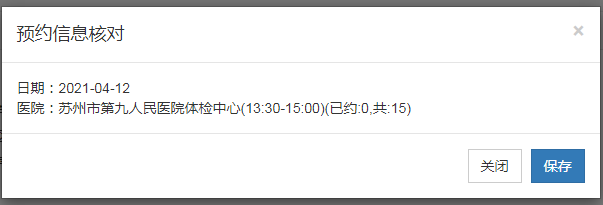 预约信息核对
×
日期：2021-04-12
医院：苏州市第九人民医院体检中心(13:30-15:00)(已约:0,共:15)
关闭 保存